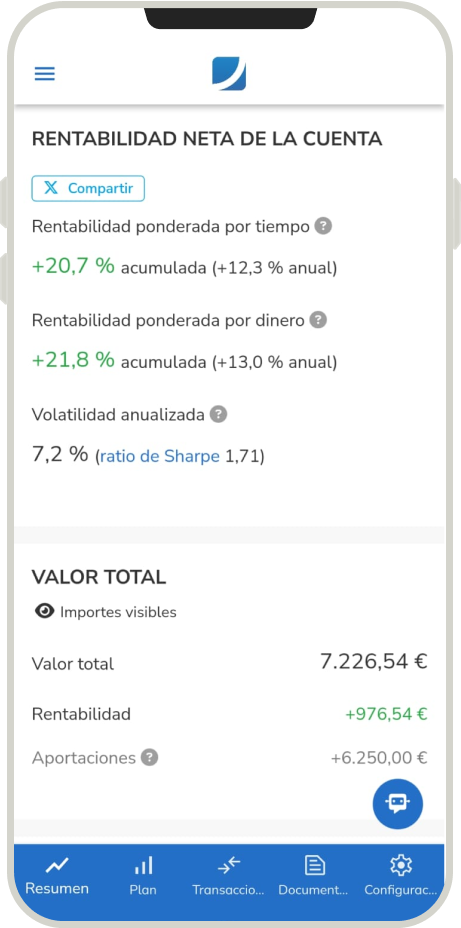 RENTABILIDAD NETA DE LA CUENTA
X Compartir
Rentabilidad ponderada por tiempo ?
+20,7 % acumulada (+12,3 % anual)
Rentabilidad ponderada por dinero ?
+21,8 % acumulada (+13,0 % anual)
Volatilidad anualizada ?
7,2 % (ratio de Sharpe 1,71)
VALOR TOTAL
Importes visibles
Valor total 7.226,54 €
Rentabilidad +976,54 €
Aportaciones ? +6.250,00 €
Resumen Plan Transaccio... Document... Configurac...